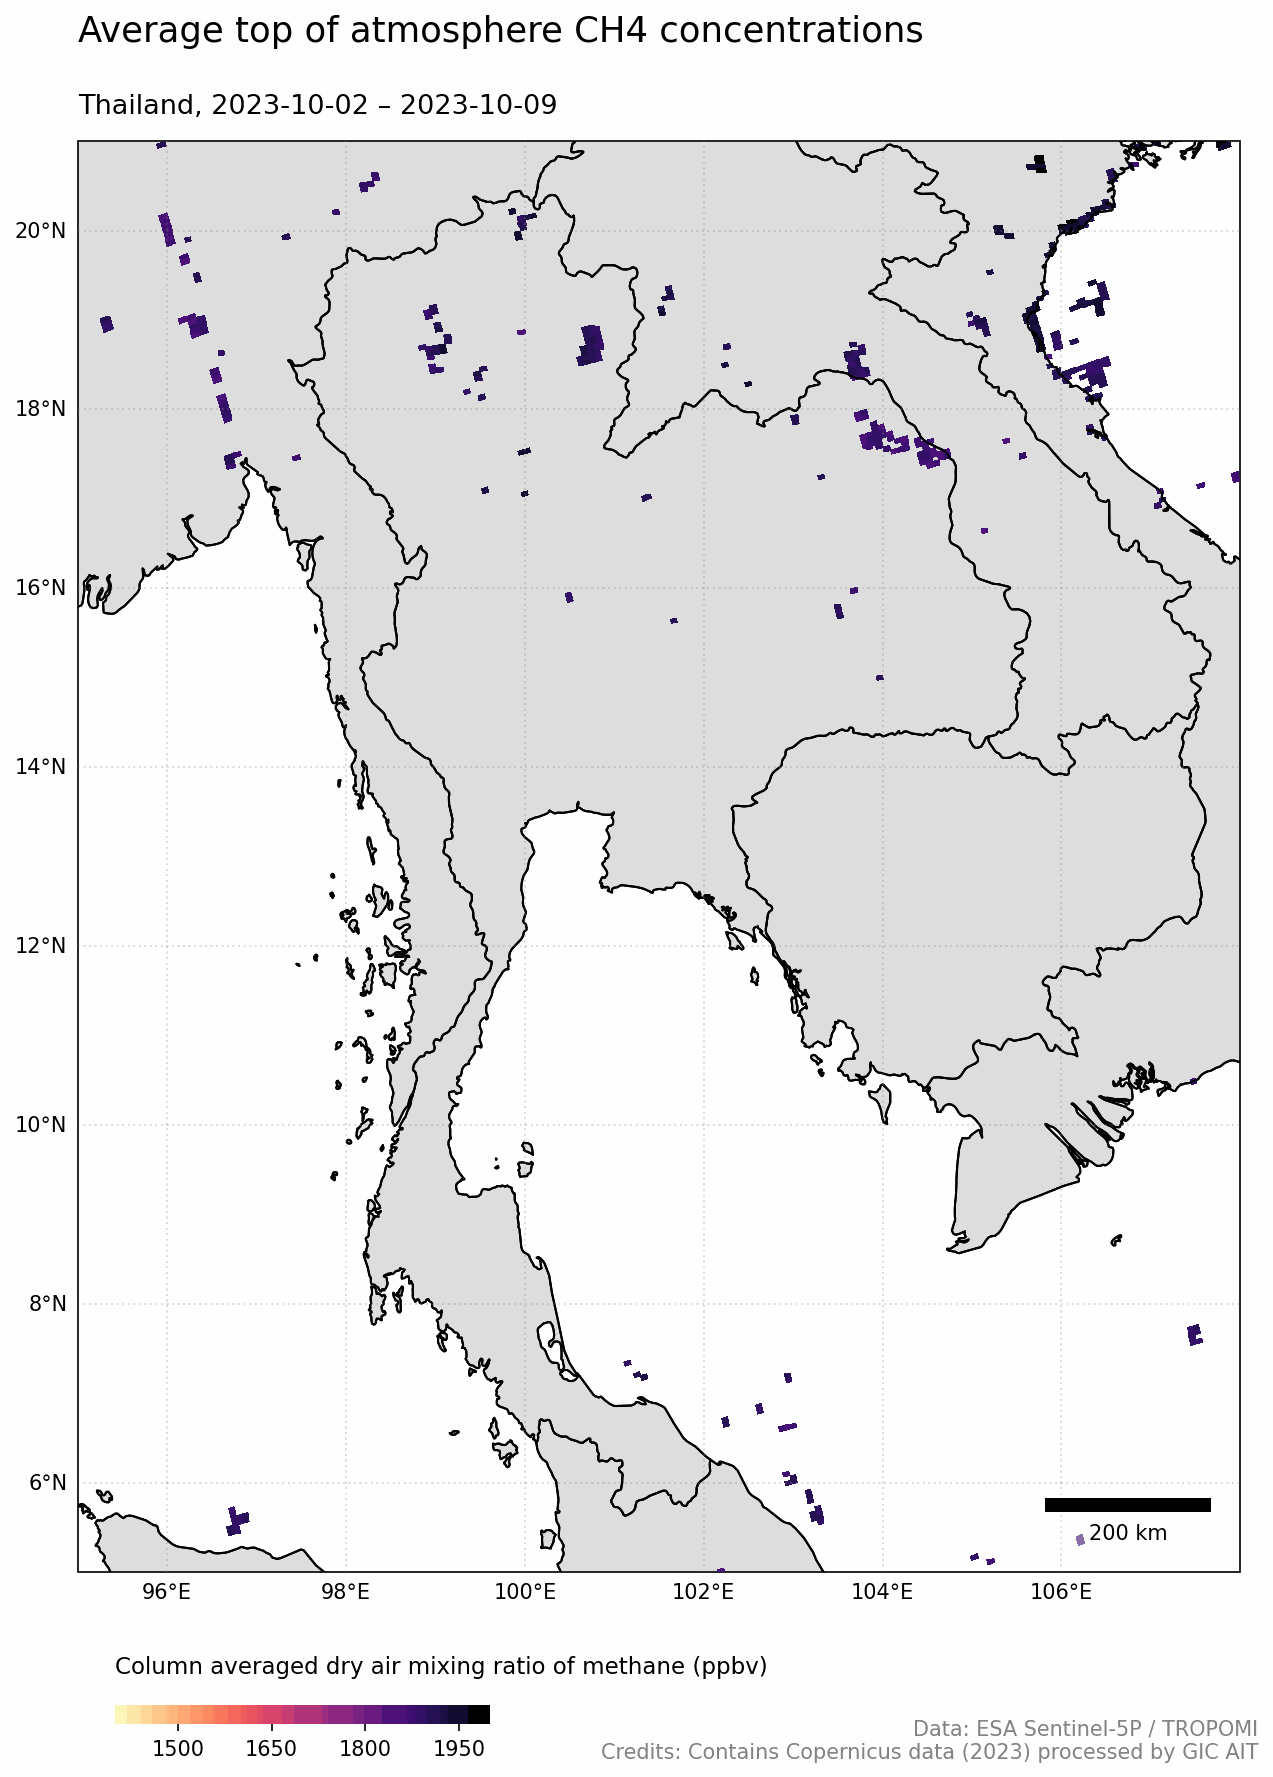 Average top of atmosphere CH4 concentrations
Thailand, 2023-10-02 – 2023-10-09
20°N
18°N
16°N
14°N
12°N
10°N
8°N
6°N
200 km
96°E 98°E 100°E 102°E 104°E 106°E
Column averaged dry air mixing ratio of methane (ppbv)
1500 1650 1800 1950
Data: ESA Sentinel-5P / TROPOMI
Credits: Contains Copernicus data (2023) processed by GIC AIT